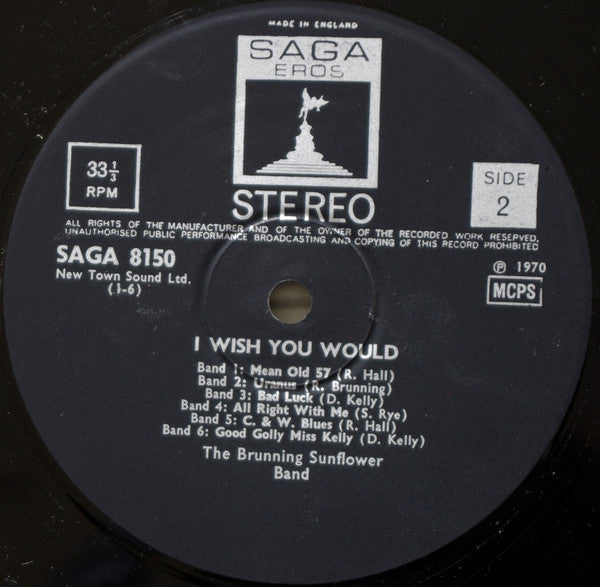 MADE IN ENGLAND
SAGA
EROS
33 1/3
RPM
STEREO
SIDE
2
ALL RIGHTS OF THE MANUFACTURER AND OF THE OWNER OF THE RECORDED WORK RESERVED.
UNAUTHORISED PUBLIC PERFORMANCE BROADCASTING AND COPYING OF THIS RECORD PROHIBITED
SAGA 8150
New Town Sound Ltd.
(1-6)
℗ 1970
MCPS
I WISH YOU WOULD
Band 1: Mean Old 57 (R. Hall)
Band 2: Uranus (R. Brunning)
Band 3: Bad Luck (D. Kelly)
Band 4: All Right With Me (S. Rye)
Band 5: C. & W. Blues (R. Hall)
Band 6: Good Golly Miss Kelly (D. Kelly)
The Brunning Sunflower
Band